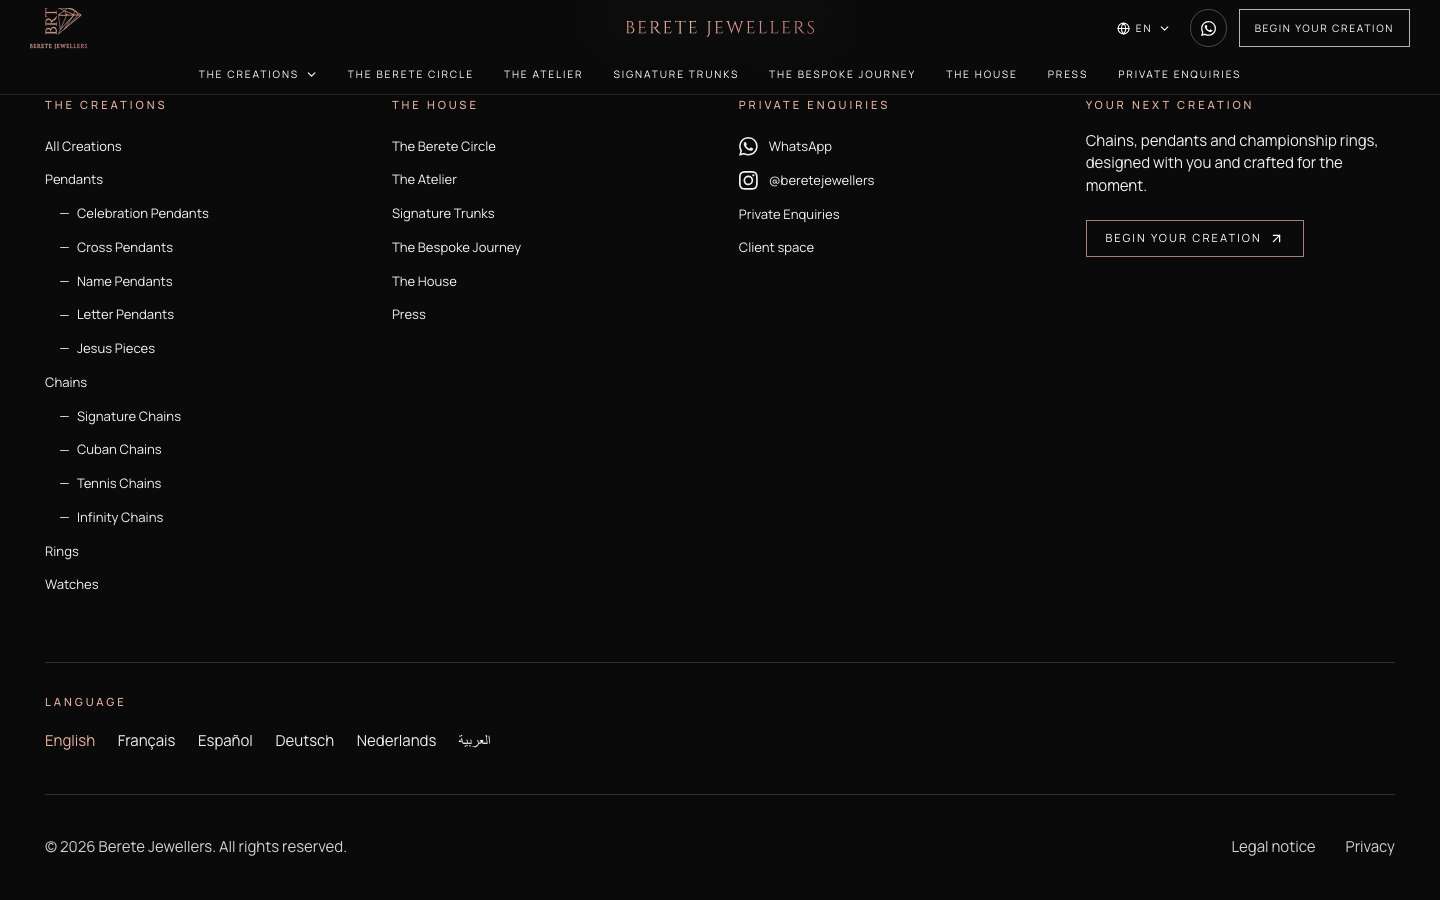 BRT
BERETE JEWELLERS
BERETE JEWELLERS
EN
BEGIN YOUR CREATION
THE CREATIONS
THE BERETE CIRCLE
THE ATELIER
SIGNATURE TRUNKS
THE BESPOKE JOURNEY
THE HOUSE
PRESS
PRIVATE ENQUIRIES
THE CREATIONS
All Creations
Pendants
— Celebration Pendants
— Cross Pendants
— Name Pendants
— Letter Pendants
— Jesus Pieces
Chains
— Signature Chains
— Cuban Chains
— Tennis Chains
— Infinity Chains
Rings
Watches
THE HOUSE
The Berete Circle
The Atelier
Signature Trunks
The Bespoke Journey
The House
Press
PRIVATE ENQUIRIES
WhatsApp
@beretejewellers
Private Enquiries
Client space
YOUR NEXT CREATION
Chains, pendants and championship rings,
designed with you and crafted for the
moment.
BEGIN YOUR CREATION
LANGUAGE
English Français Español Deutsch Nederlands العربية
© 2026 Berete Jewellers. All rights reserved.
Legal notice Privacy